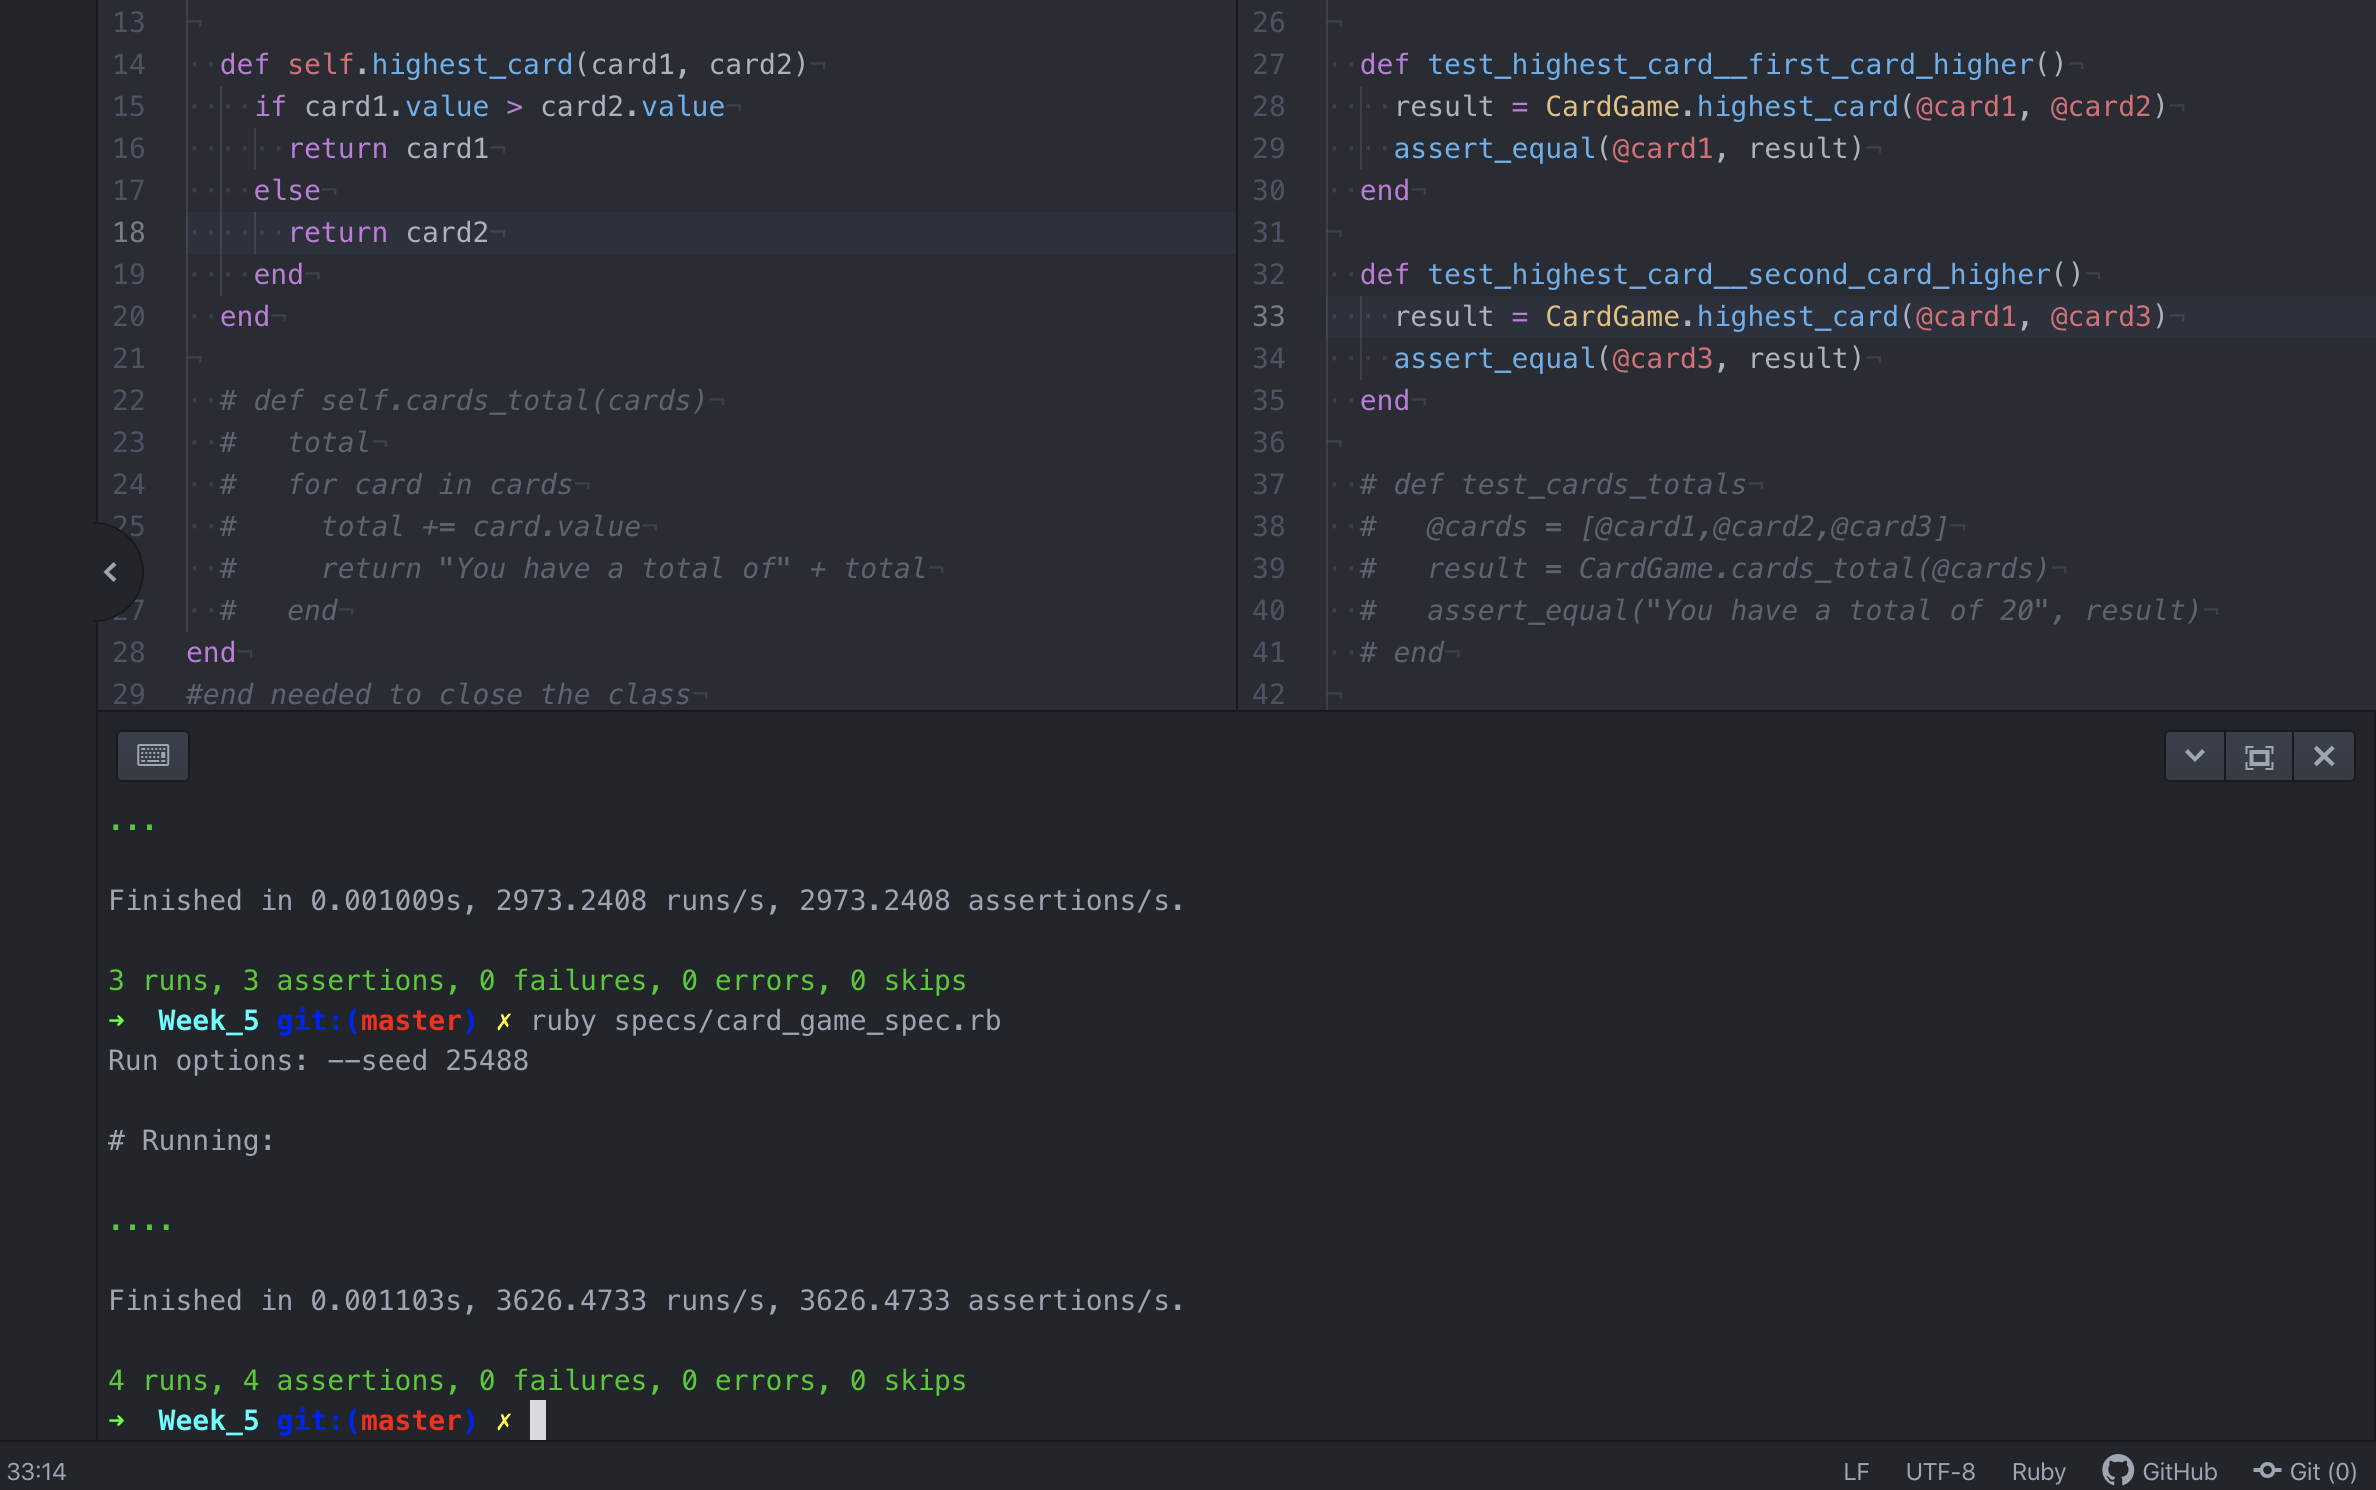 13
14 def self.highest_card(card1, card2)
15 if card1.value > card2.value
16 return card1
17 else
18 return card2
19 end
20 end
21
22 # def self.cards_total(cards)
23 # total
24 # for card in cards
25 # total += card.value
# return "You have a total of" + total
27 # end
28 end
29 #end needed to close the class
26
27 def test_highest_card__first_card_higher()
28 result = CardGame.highest_card(@card1, @card2)
29 assert_equal(@card1, result)
30 end
31
32 def test_highest_card__second_card_higher()
33 result = CardGame.highest_card(@card1, @card3)
34 assert_equal(@card3, result)
35 end
36
37 # def test_cards_totals
38 # @cards = [@card1,@card2,@card3]
39 # result = CardGame.cards_total(@cards)
40 # assert_equal("You have a total of 20", result)
41 # end
42
...
Finished in 0.001009s, 2973.2408 runs/s, 2973.2408 assertions/s.
3 runs, 3 assertions, 0 failures, 0 errors, 0 skips
➜ Week_5 git:(master) ✗ ruby specs/card_game_spec.rb
Run options: --seed 25488
# Running:
....
Finished in 0.001103s, 3626.4733 runs/s, 3626.4733 assertions/s.
4 runs, 4 assertions, 0 failures, 0 errors, 0 skips
➜ Week_5 git:(master) ✗
33:14 LF UTF-8 Ruby GitHub Git (0)